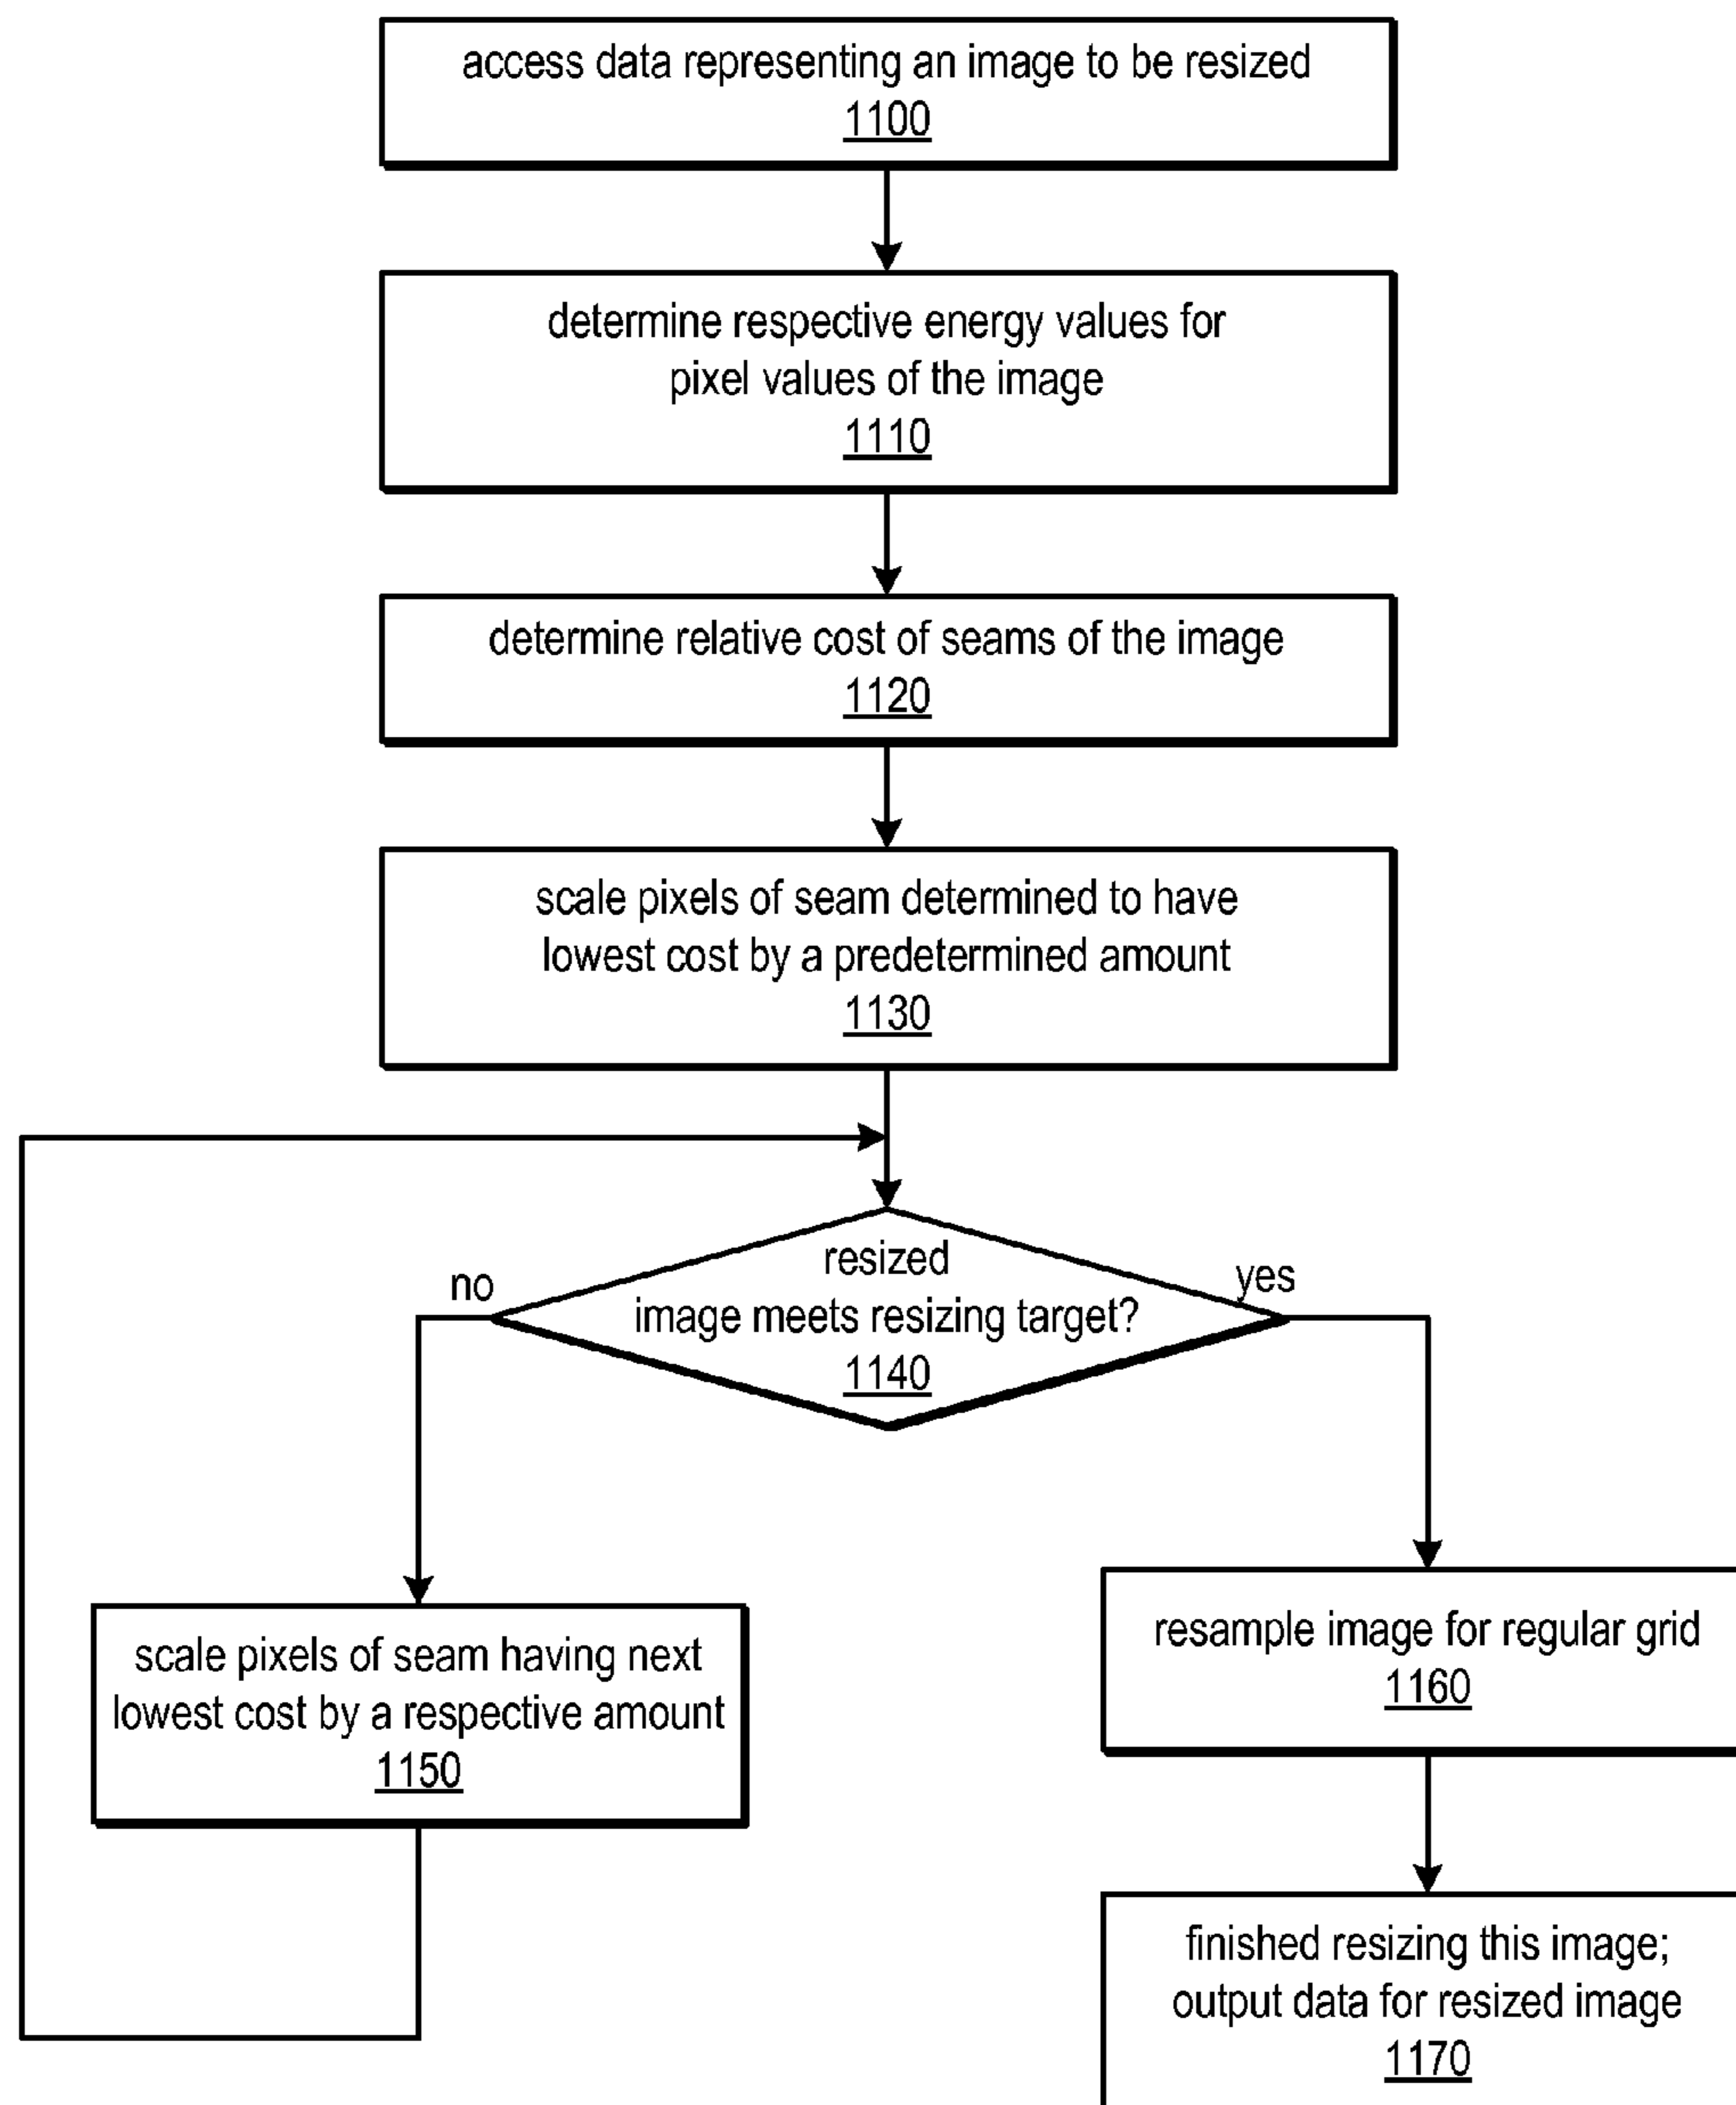 access data representing an image to be resized
1100
determine respective energy values for
pixel values of the image
1110
determine relative cost of seams of the image
1120
scale pixels of seam determined to have
lowest cost by a predetermined amount
1130
resized
image meets resizing target?
1140
no
yes
scale pixels of seam having next
lowest cost by a respective amount
1150
resample image for regular grid
1160
finished resizing this image;
output data for resized image
1170